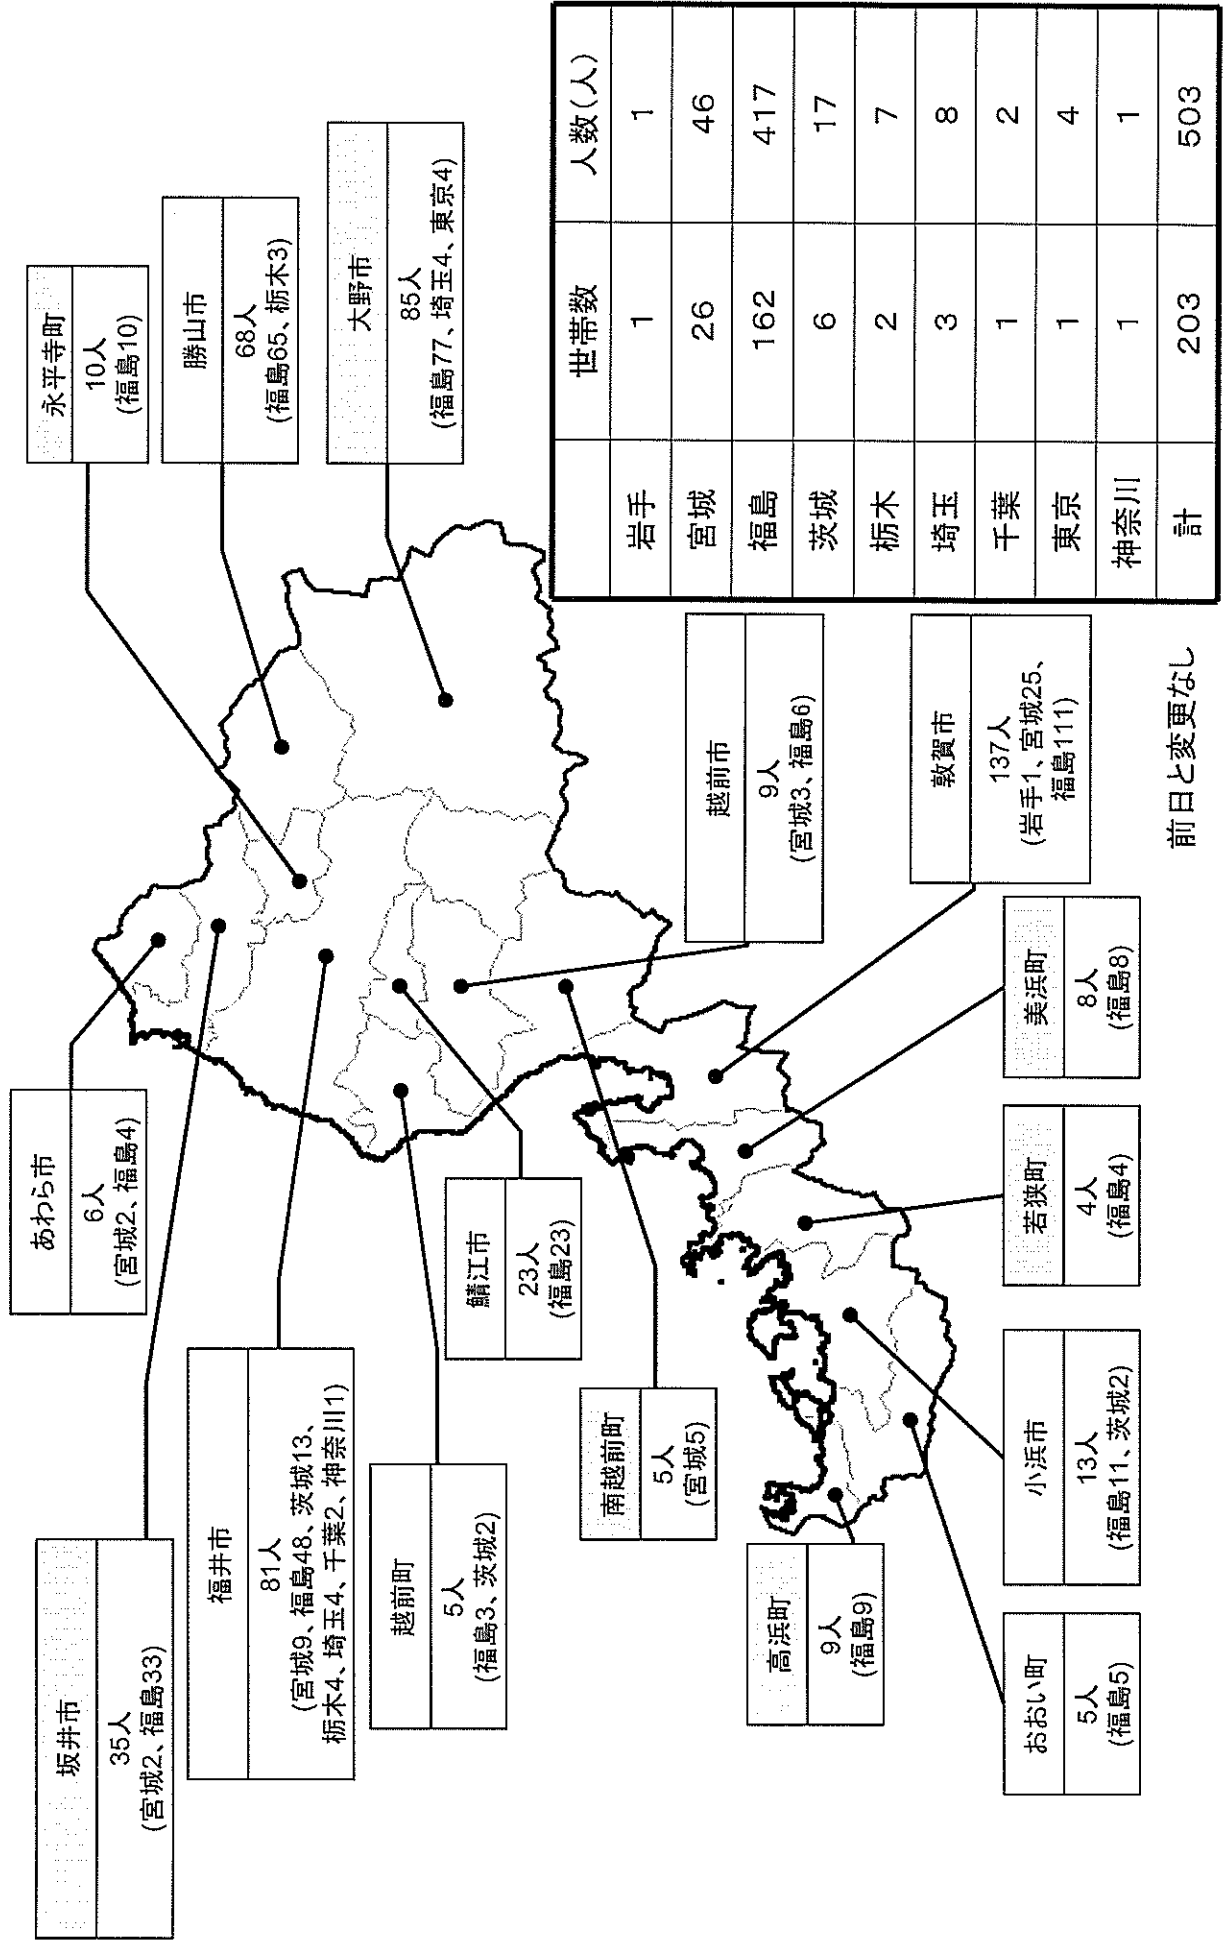 坂井市
35人
(宮城2、福島33)
あわら市
6人
(宮城2、福島4)
永平寺町
10人
(福島10)
勝山市
68人
(福島65、栃木3)
大野市
85人
(福島77、埼玉4、東京4)
福井市
81人
(宮城9、福島48、茨城13、
栃木4、埼玉4、千葉2、神奈川1)
越前町
5人
(福島3、茨城2)
鯖江市
23人
(福島23)
南越前町
5人
(宮城5)
越前市
9人
(宮城3、福島6)
敦賀市
137人
(岩手1、宮城25、
福島111)
高浜町
9人
(福島9)
おおい町
5人
(福島5)
小浜市
13人
(福島11、茨城2)
若狭町
4人
(福島4)
美浜町
8人
(福島8)
世帯数 人数(人)
岩手 1 1
宮城 26 46
福島 162 417
茨城 6 17
栃木 2 7
埼玉 3 8
千葉 1 2
東京 1 4
神奈川 1 1
計 203 503
前日と変更なし